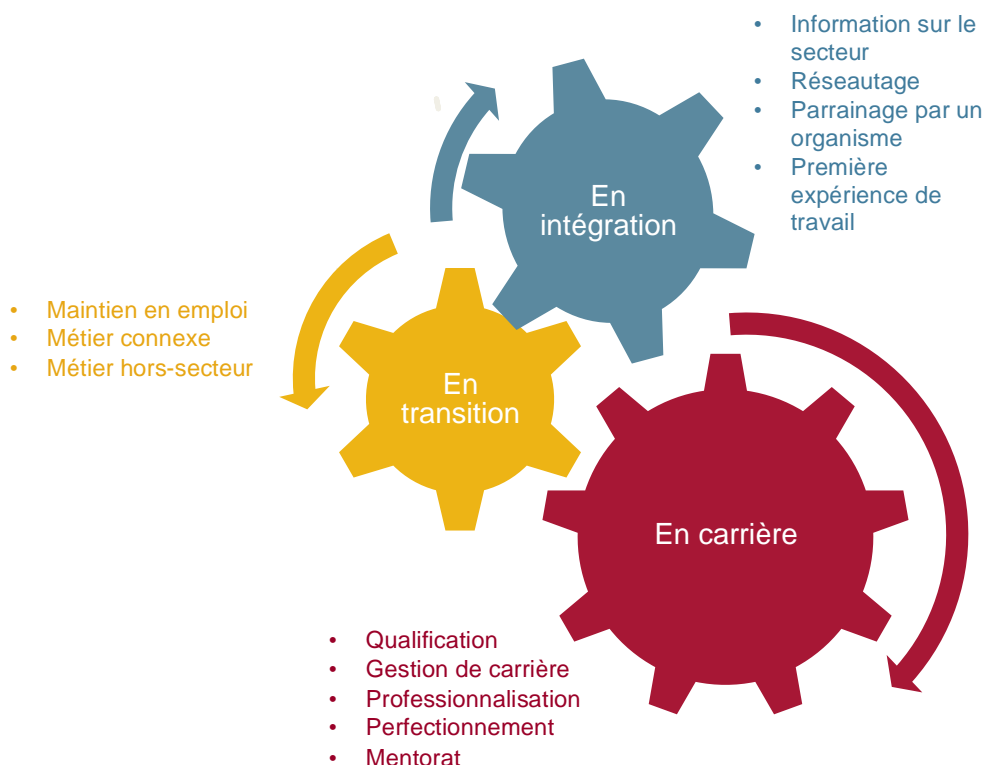 • Information sur le
secteur
• Réseautage
• Parrainage par un
organisme
• Première
expérience de
travail
En
intégration
• Maintien en emploi
• Métier connexe
• Métier hors-secteur
En
transition
En carrière
• Qualification
• Gestion de carrière
• Professionnalisation
• Perfectionnement
• Mentorat